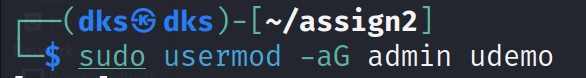 ┌──(dks㉿dks)-[~/assign2]
└─$ sudo usermod -aG admin udemo